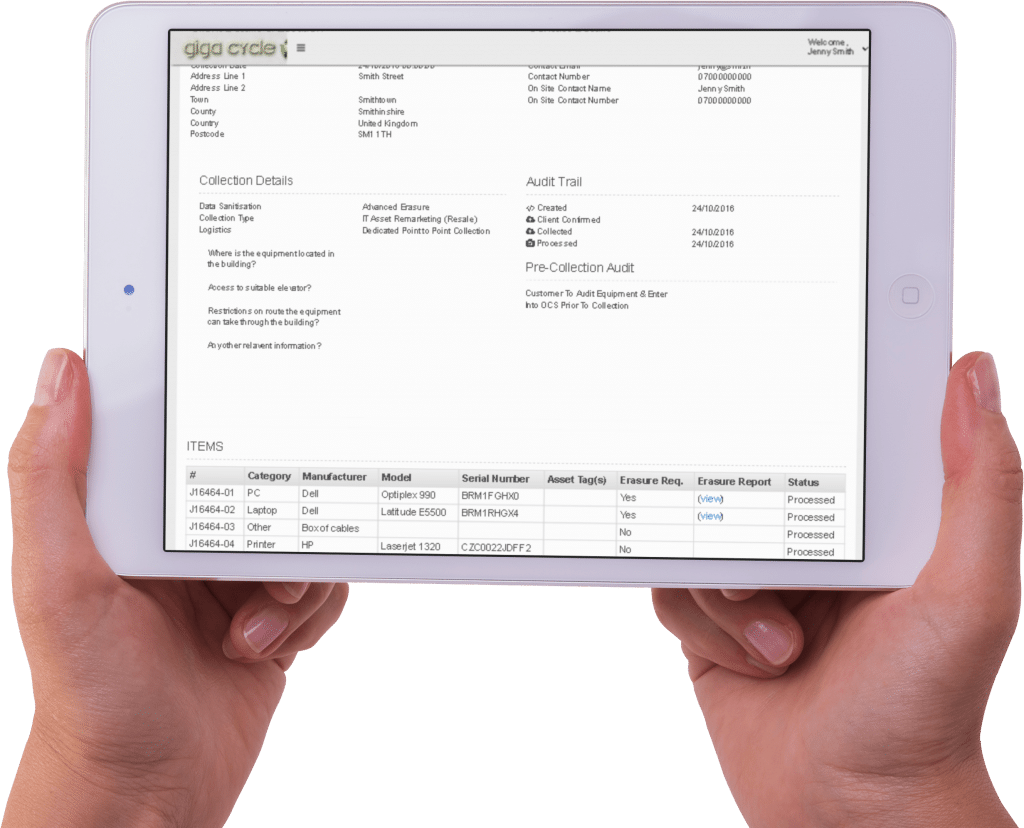 giga cycle
Welcome,
Jenny Smith
Collection Date
Address Line 1 Smith Street
Address Line 2
Town Smithtown
County Smithinshire
Country United Kingdom
Postcode SM1 1TH
Contact Email
Contact Number 07000000000
On Site Contact Name Jenny Smith
On Site Contact Number 07000000000
Collection Details
Data Sanitisation Advanced Erasure
Collection Type IT Asset Remarketing (Resale)
Logistics Dedicated Point to Point Collection
Where is the equipment located in
the building?
Access to suitable elevator?
Restrictions on route the equipment
can take through the building?
Any other relavent information?
Audit Trail
Created 24/10/2016
Client Confirmed
Collected 24/10/2016
Processed 24/10/2016
Pre-Collection Audit
Customer To Audit Equipment & Enter
Into OCS Prior To Collection
ITEMS
# Category Manufacturer Model Serial Number Asset Tag(s) Erasure Req. Erasure Report Status
J16464-01 PC Dell Optiplex 990 BRM1FGHX0 Yes (view) Processed
J16464-02 Laptop Dell Latitude E5500 BRM1RHGX4 Yes (view) Processed
J16464-03 Other Box of cables No Processed
J16464-04 Printer HP Laserjet 1320 CZC0022JDFF2 No Processed